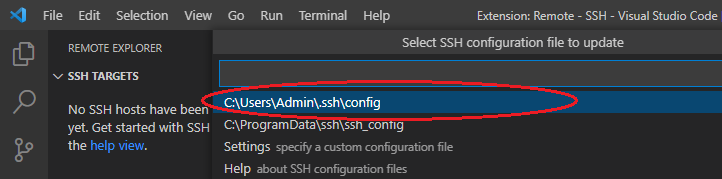 File Edit Selection View Go Run Terminal Help Extension: Remote - SSH - Visual Studio Code
REMOTE EXPLORER
Select SSH configuration file to update
SSH TARGETS
No SSH hosts have been
yet. Get started with SSH
the help view.
C:\Users\Admin\.ssh\config
C:\ProgramData\ssh\ssh_config
Settings specify a custom configuration file
Help about SSH configuration files